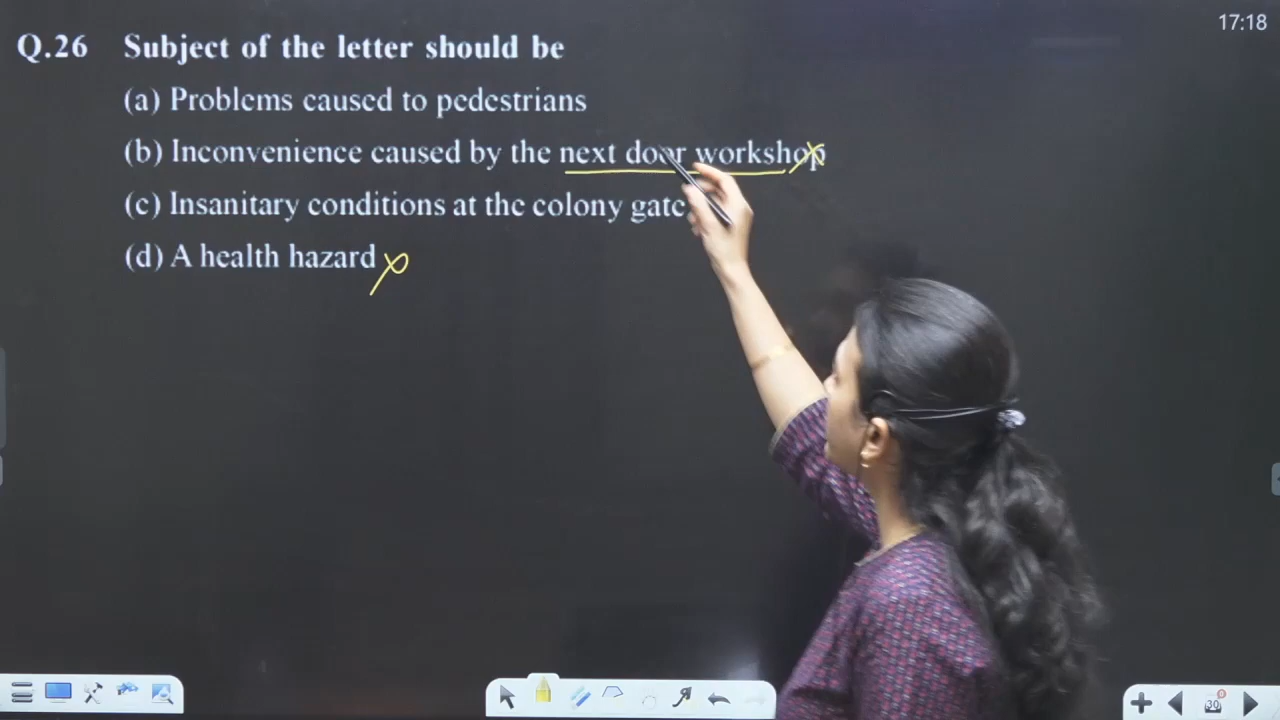 17:18
Q.26 Subject of the letter should be
(a) Problems caused to pedestrians
(b) Inconvenience caused by the next door workshop
(c) Insanitary conditions at the colony gate
(d) A health hazard
30